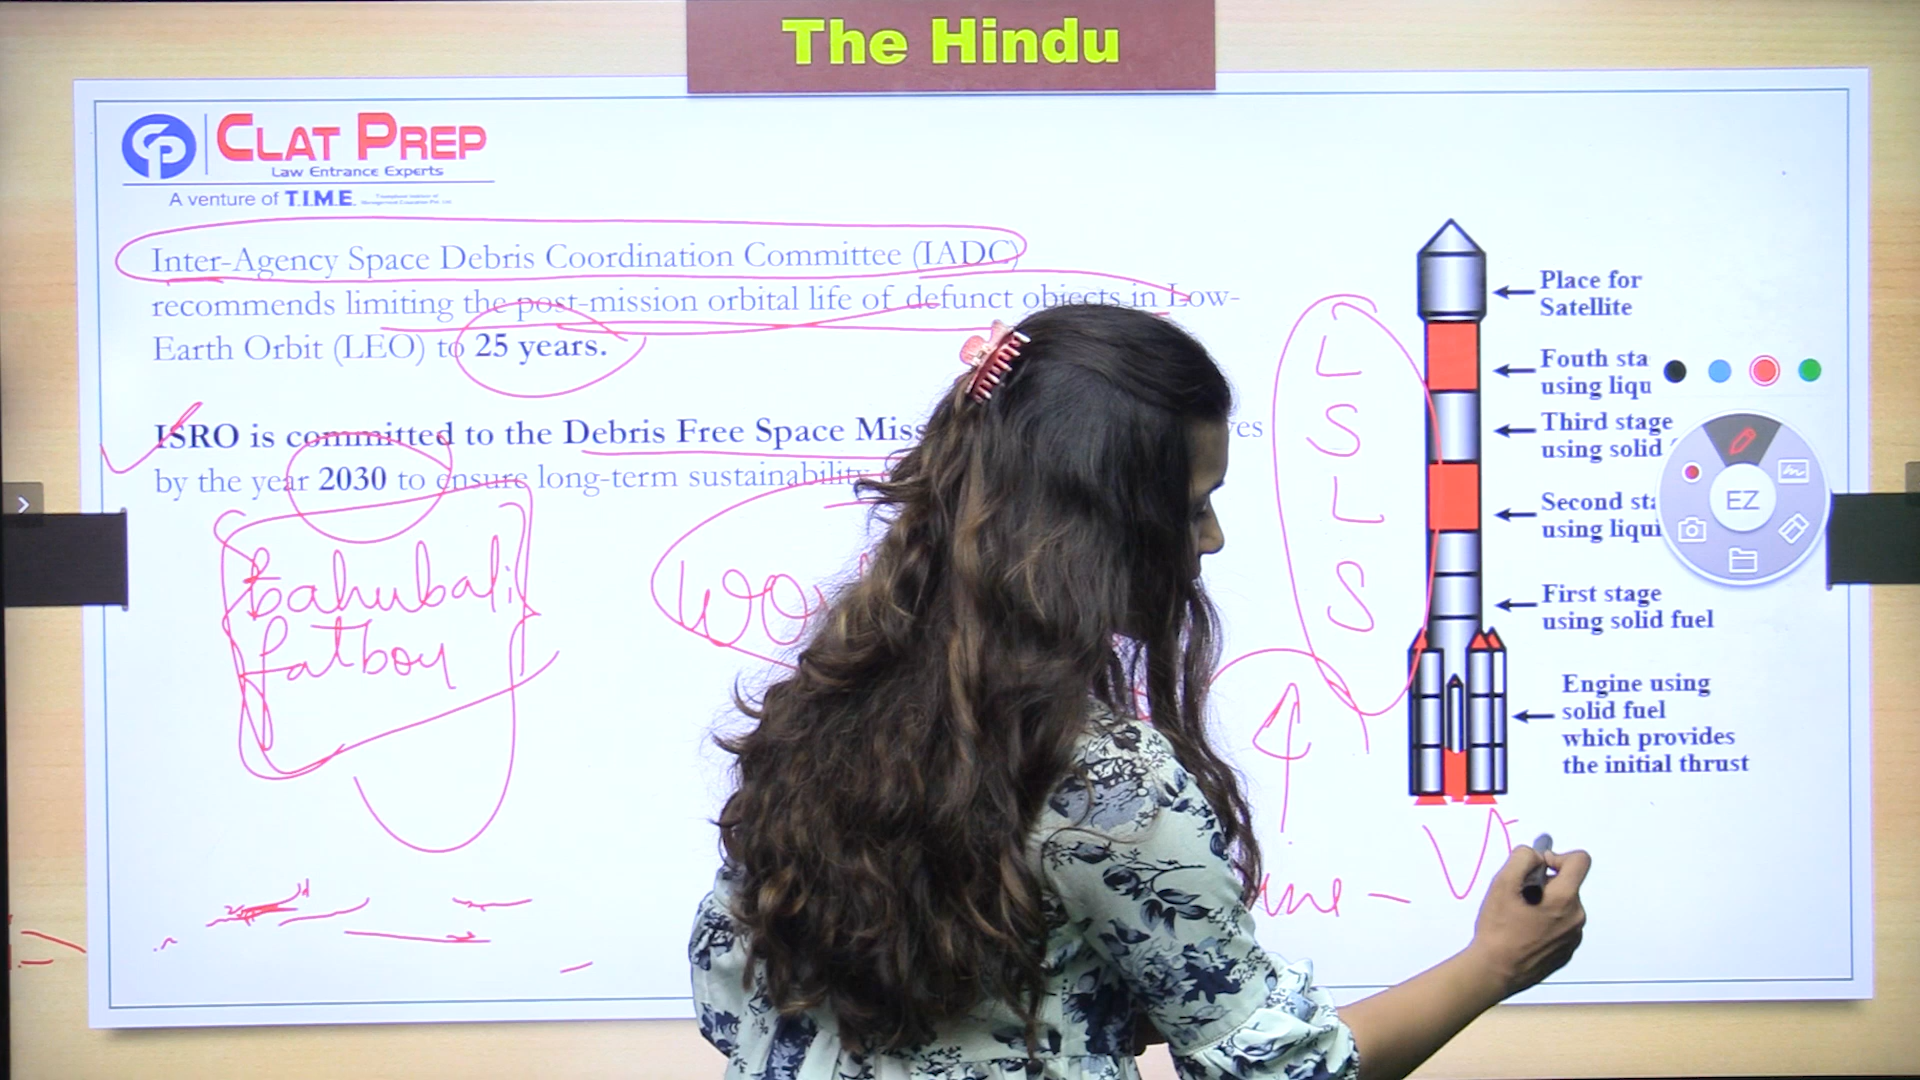 The Hindu
CLAT PREP
Law Entrance Experts
A venture of T.I.M.E.
Inter-Agency Space Debris Coordination Committee (IADC)
recommends limiting the post-mission orbital life of defunct objects in Low-
Earth Orbit (LEO) to 25 years.
ISRO is committed to the Debris Free Space Miss
by the year 2030 to ensure long-term sustainability
bahubali
fatboy
L
S
L
S
4
Place for
Satellite
Fouth sta
using liqu
Third stage
using solid
Second sta
using liqui
First stage
using solid fuel
Engine using
solid fuel
which provides
the initial thrust
EZ